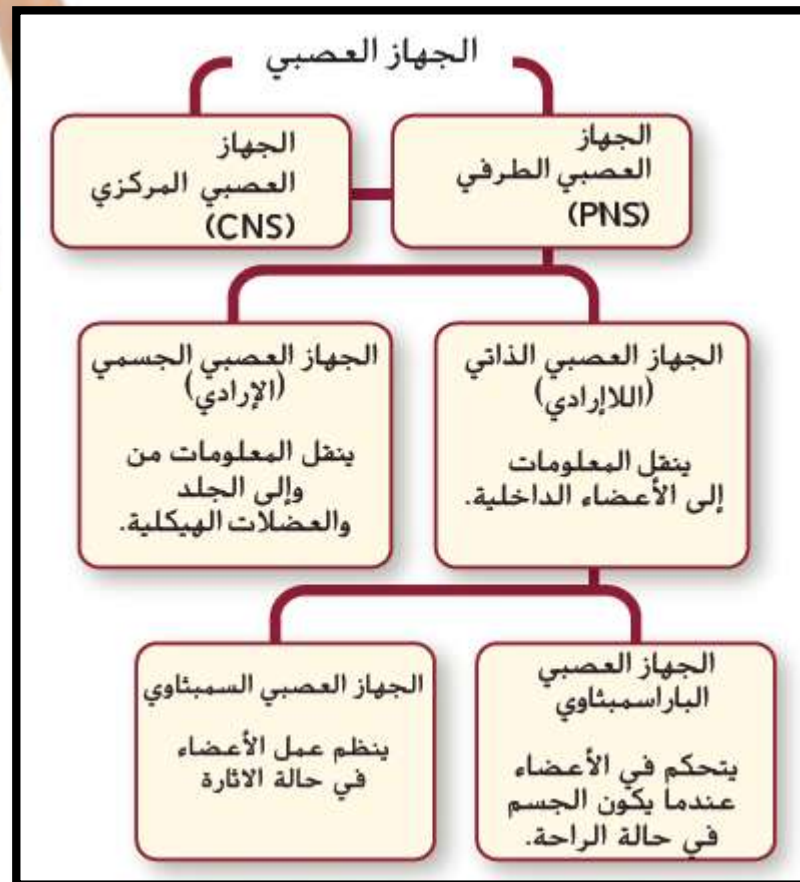 الجهاز العصبي
الجهاز
العصبي الطرفي
(PNS)
الجهاز
العصبي المركزي
(CNS)
الجهاز العصبي الذاتي
(اللاإرادي)
ينقل المعلومات
إلى الأعضاء الداخلية.
الجهاز العصبي الجسمي
(الإرادي)
ينقل المعلومات من
وإلى الجلد
والعضلات الهيكلية.
الجهاز العصبي
الباراسمبثاوي
يتحكم في الأعضاء
عندما يكون الجسم
في حالة الراحة.
الجهاز العصبي السمبثاوي
ينظم عمل الأعضاء
في حالة الاثارة